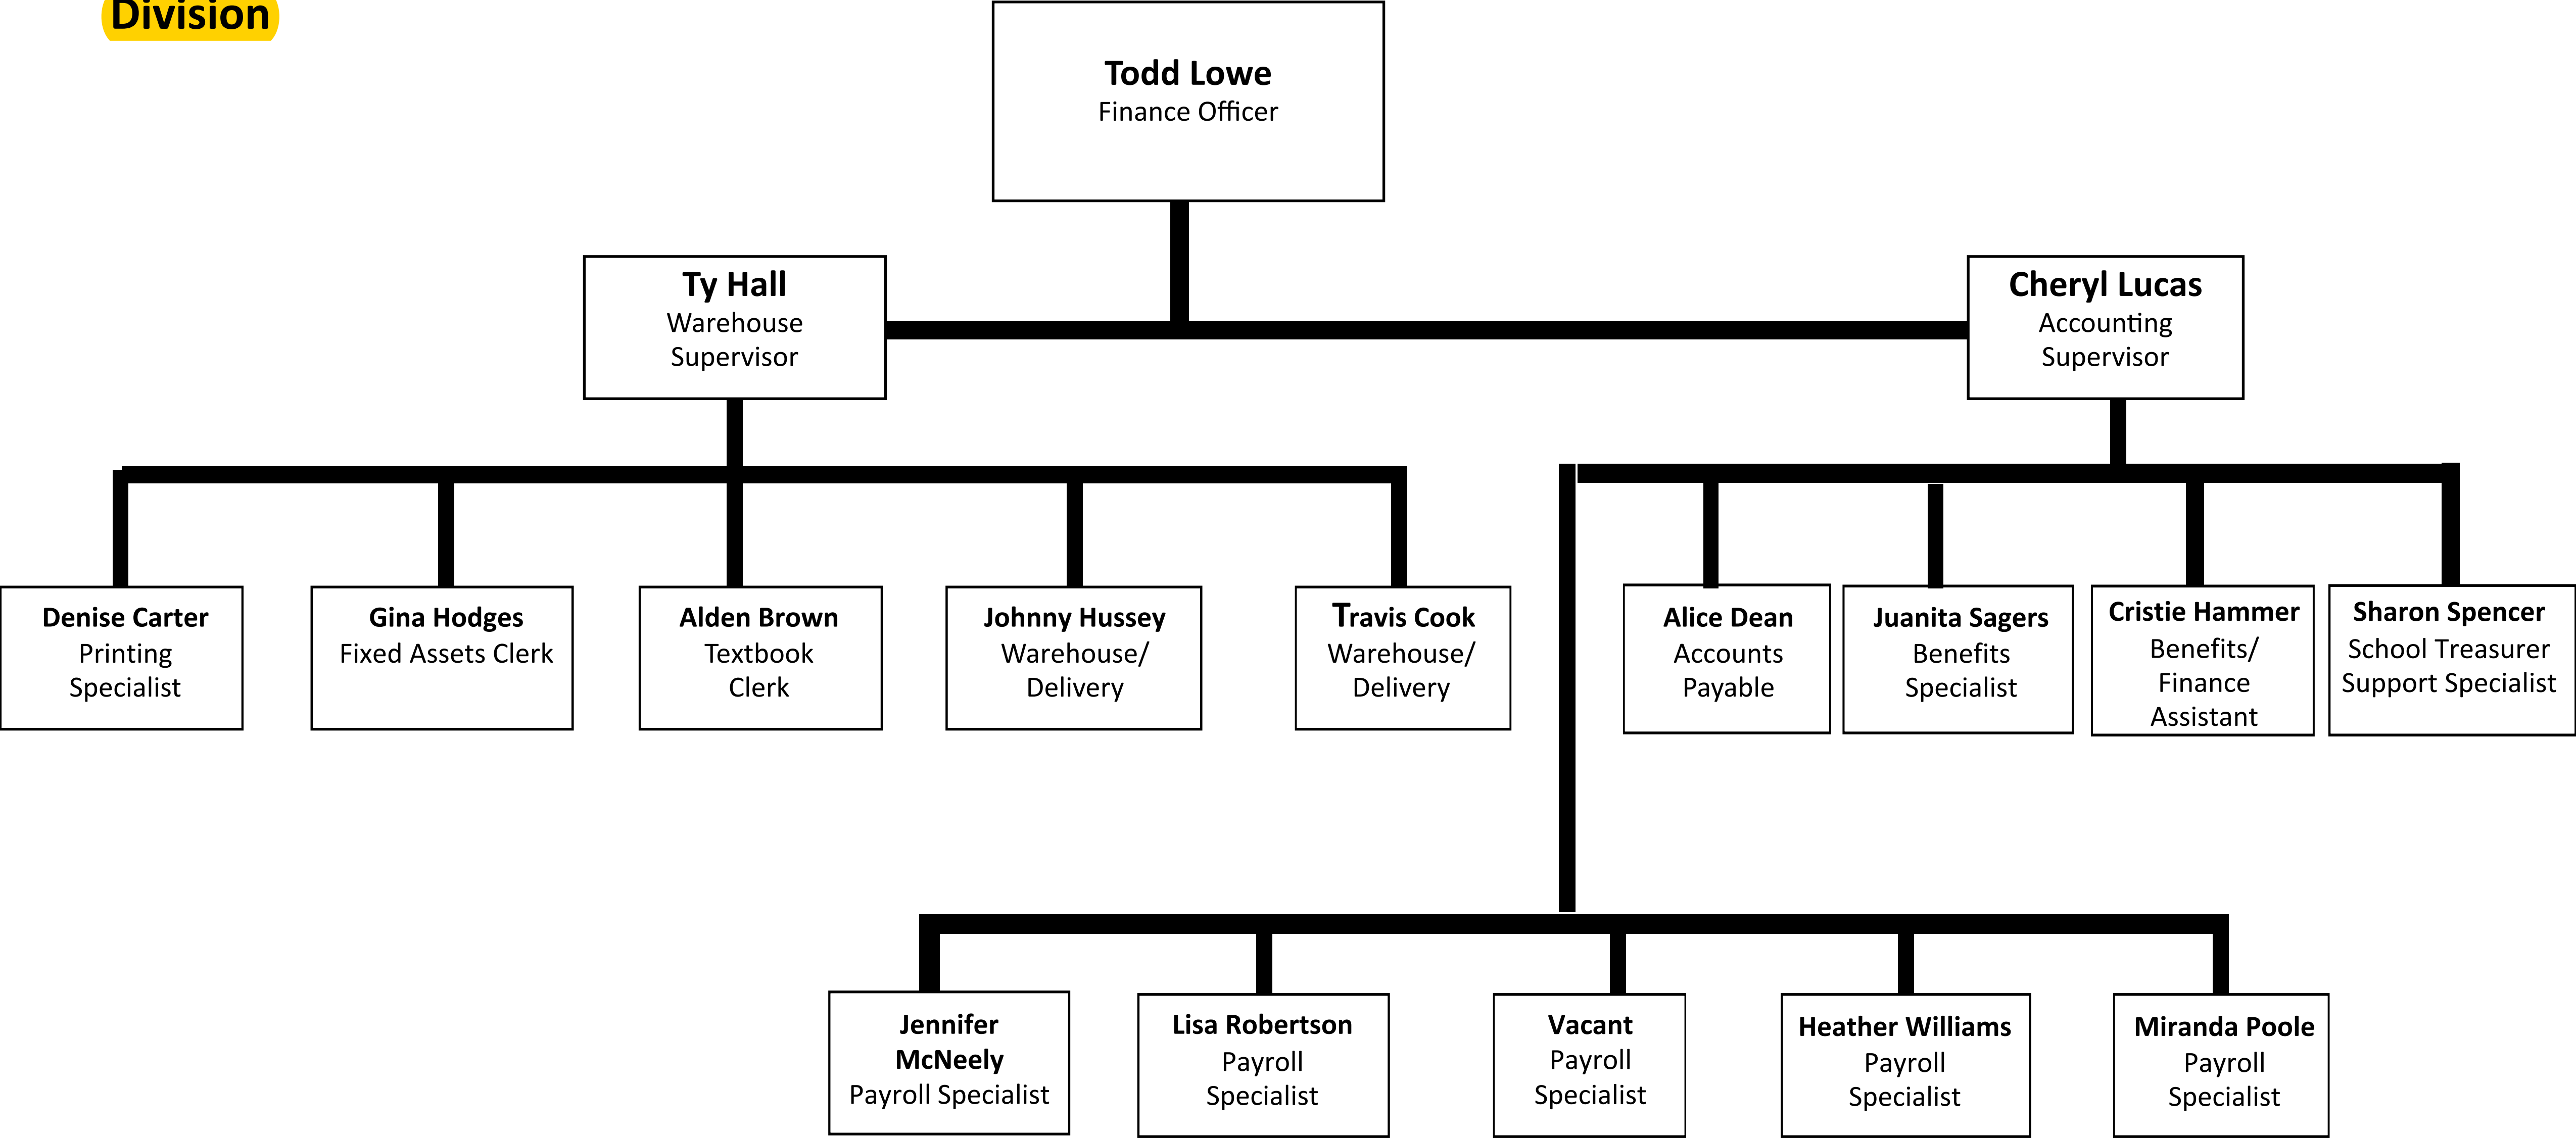 Division
Todd Lowe
Finance Officer
Ty Hall
Warehouse
Supervisor
Cheryl Lucas
Accounting
Supervisor
Denise Carter
Printing
Specialist
Gina Hodges
Fixed Assets Clerk
Alden Brown
Textbook
Clerk
Johnny Hussey
Warehouse/
Delivery
Travis Cook
Warehouse/
Delivery
Alice Dean
Accounts
Payable
Juanita Sagers
Benefits
Specialist
Cristie Hammer
Benefits/
Finance
Assistant
Sharon Spencer
School Treasurer
Support Specialist
Jennifer
McNeely
Payroll Specialist
Lisa Robertson
Payroll
Specialist
Vacant
Payroll
Specialist
Heather Williams
Payroll
Specialist
Miranda Poole
Payroll
Specialist